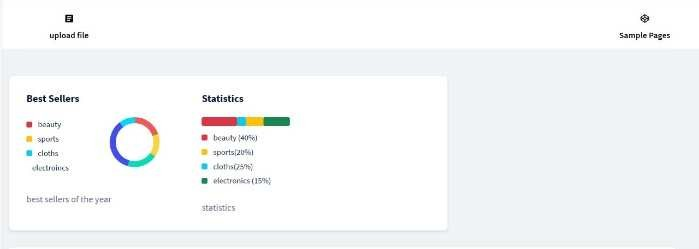 upload file
Sample Pages
Best Sellers
beauty
sports
cloths
electroincs
best sellers of the year
Statistics
beauty (40%)
sports(20%)
cloths(25%)
electronics (15%)
statistics